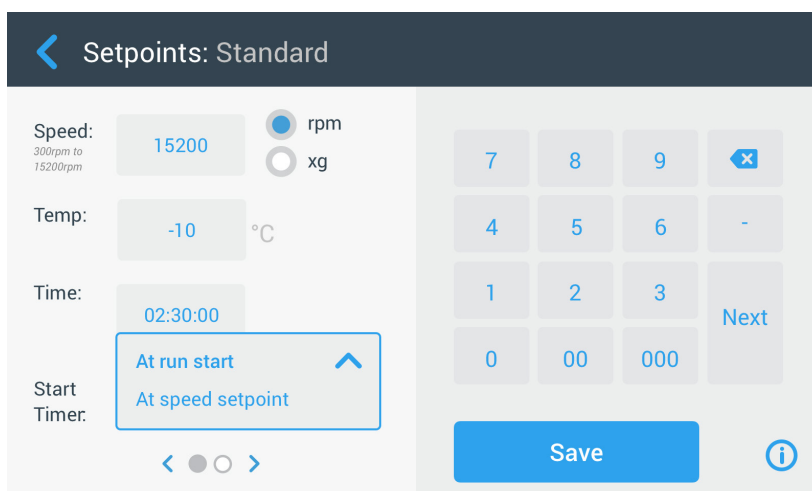 Setpoints: Standard
Speed:
300rpm to
15200rpm
15200
rpm
xg
Temp:
-10
°C
Time:
02:30:00
At run start
At speed setpoint
Start
Timer:
7 8 9
4 5 6 -
1 2 3
Next
0 00 000
Save